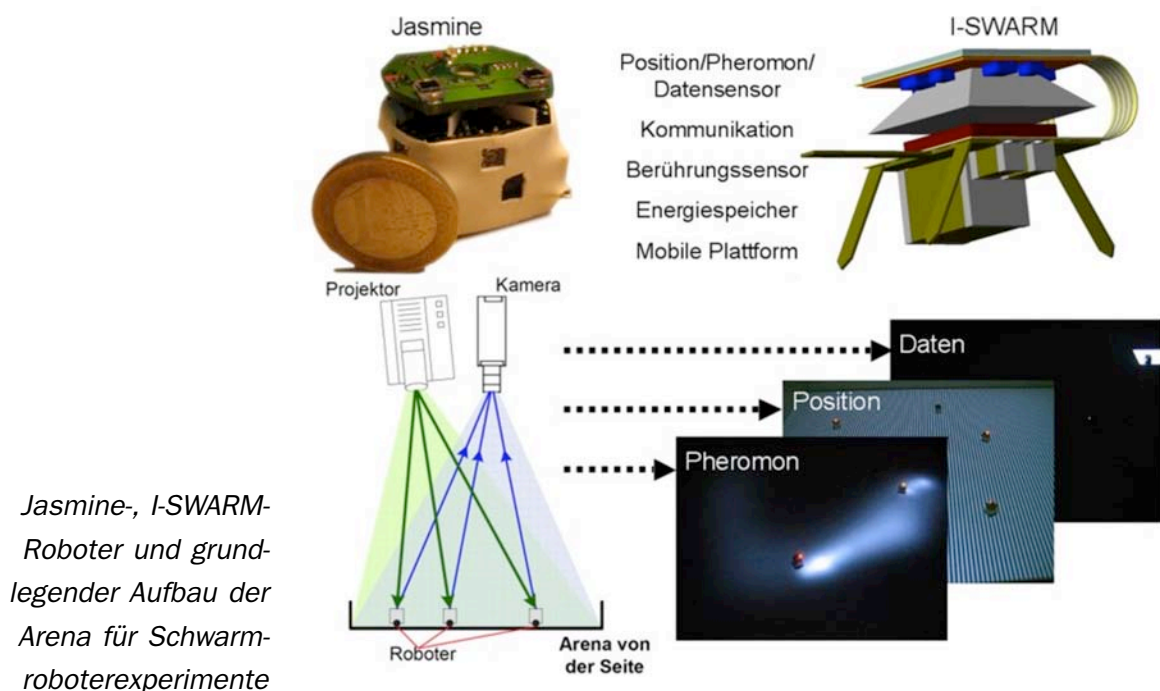 Jasmine
I-SWARM
Position/Pheromon/
Datensensor
Kommunikation
Berührungssensor
Energiespeicher
Mobile Plattform
Projektor
Kamera
Daten
Position
Pheromon
Roboter
Arena von
der Seite
Jasmine-, I-SWARM-
Roboter und grund-
legender Aufbau der
Arena für Schwarm-
roboterexperimente